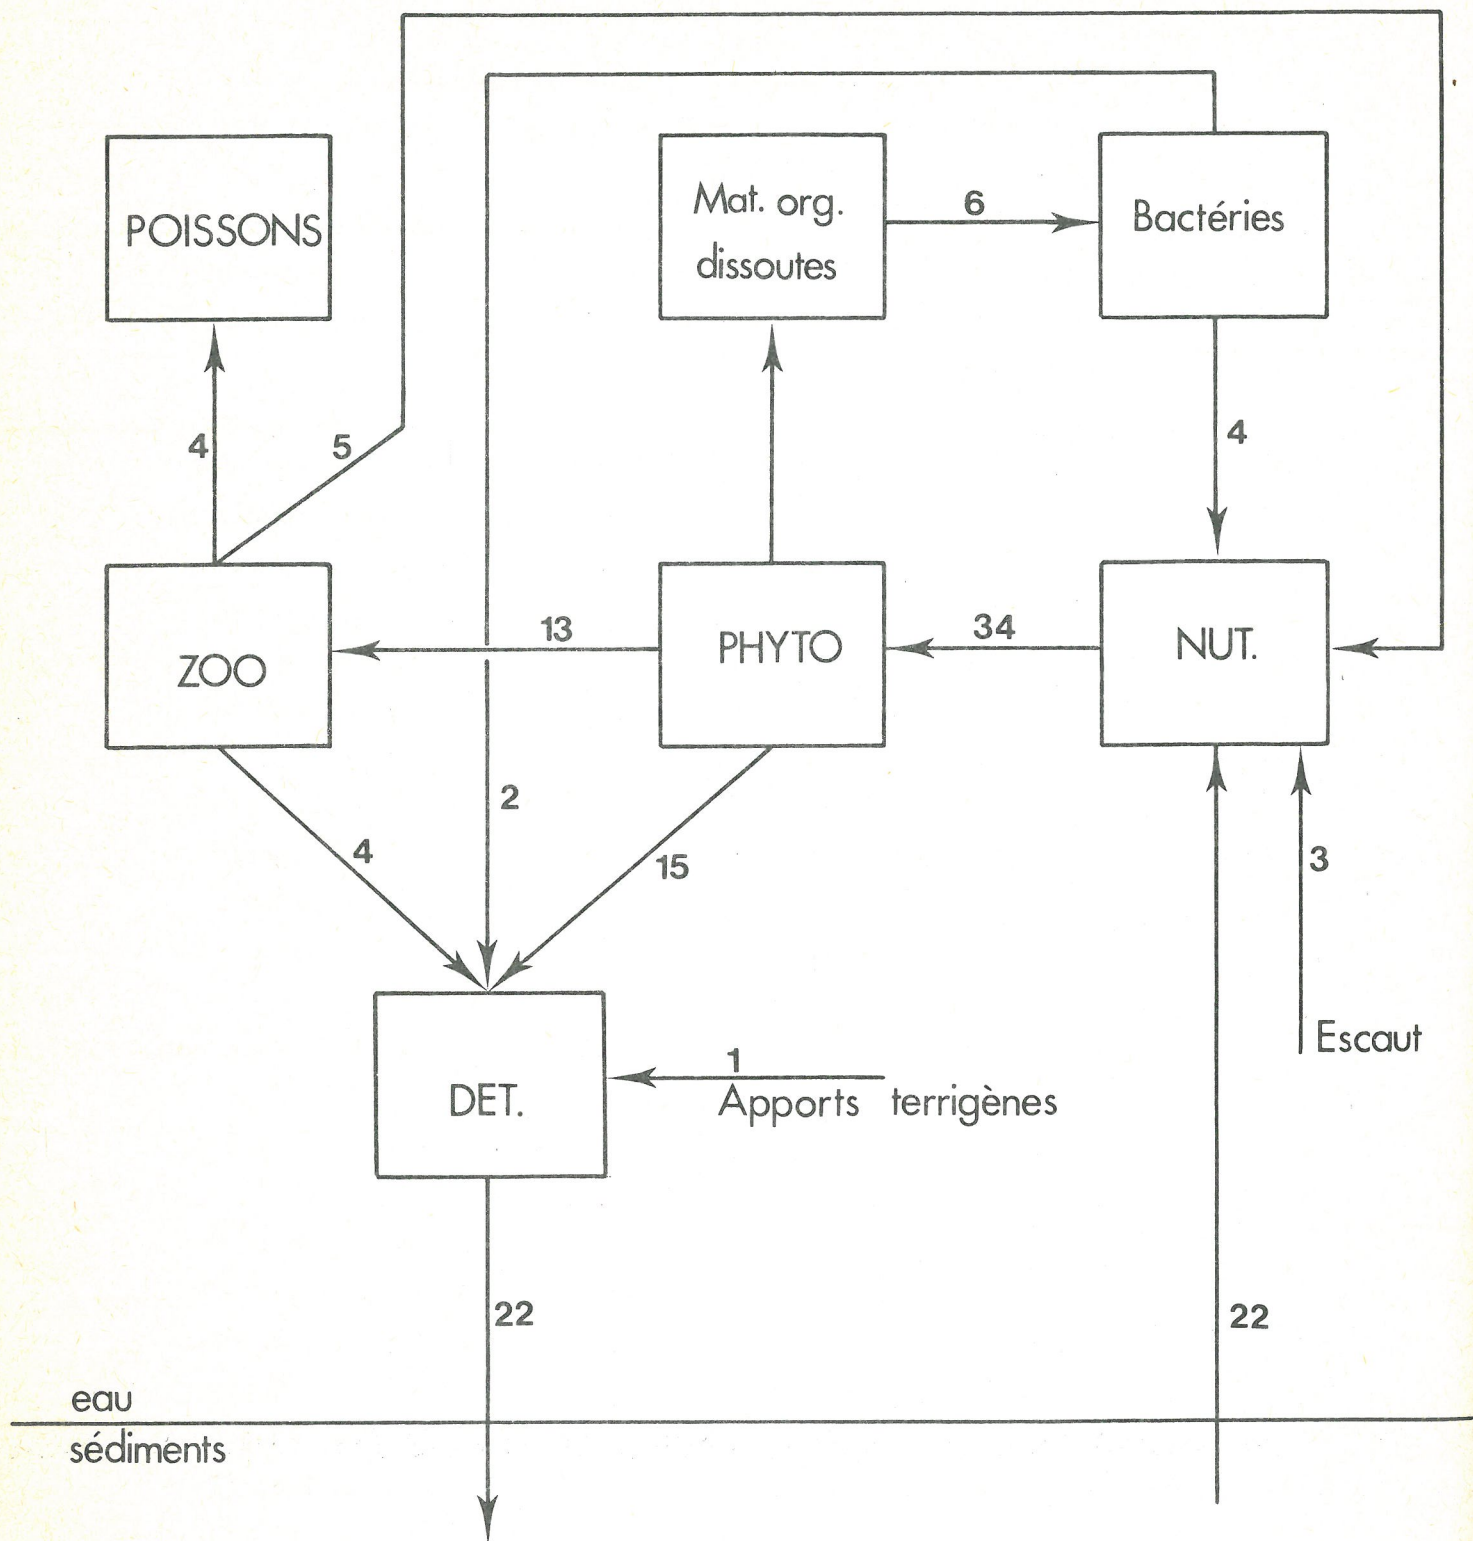 POISSONS
Mat. org.
dissoutes
6
Bactéries
4
5
4
ZOO
13
PHYTO
34
NUT.
2
4
15
3
Escaut
DET.
1
Apports terrigènes
22
22
eau
sédiments